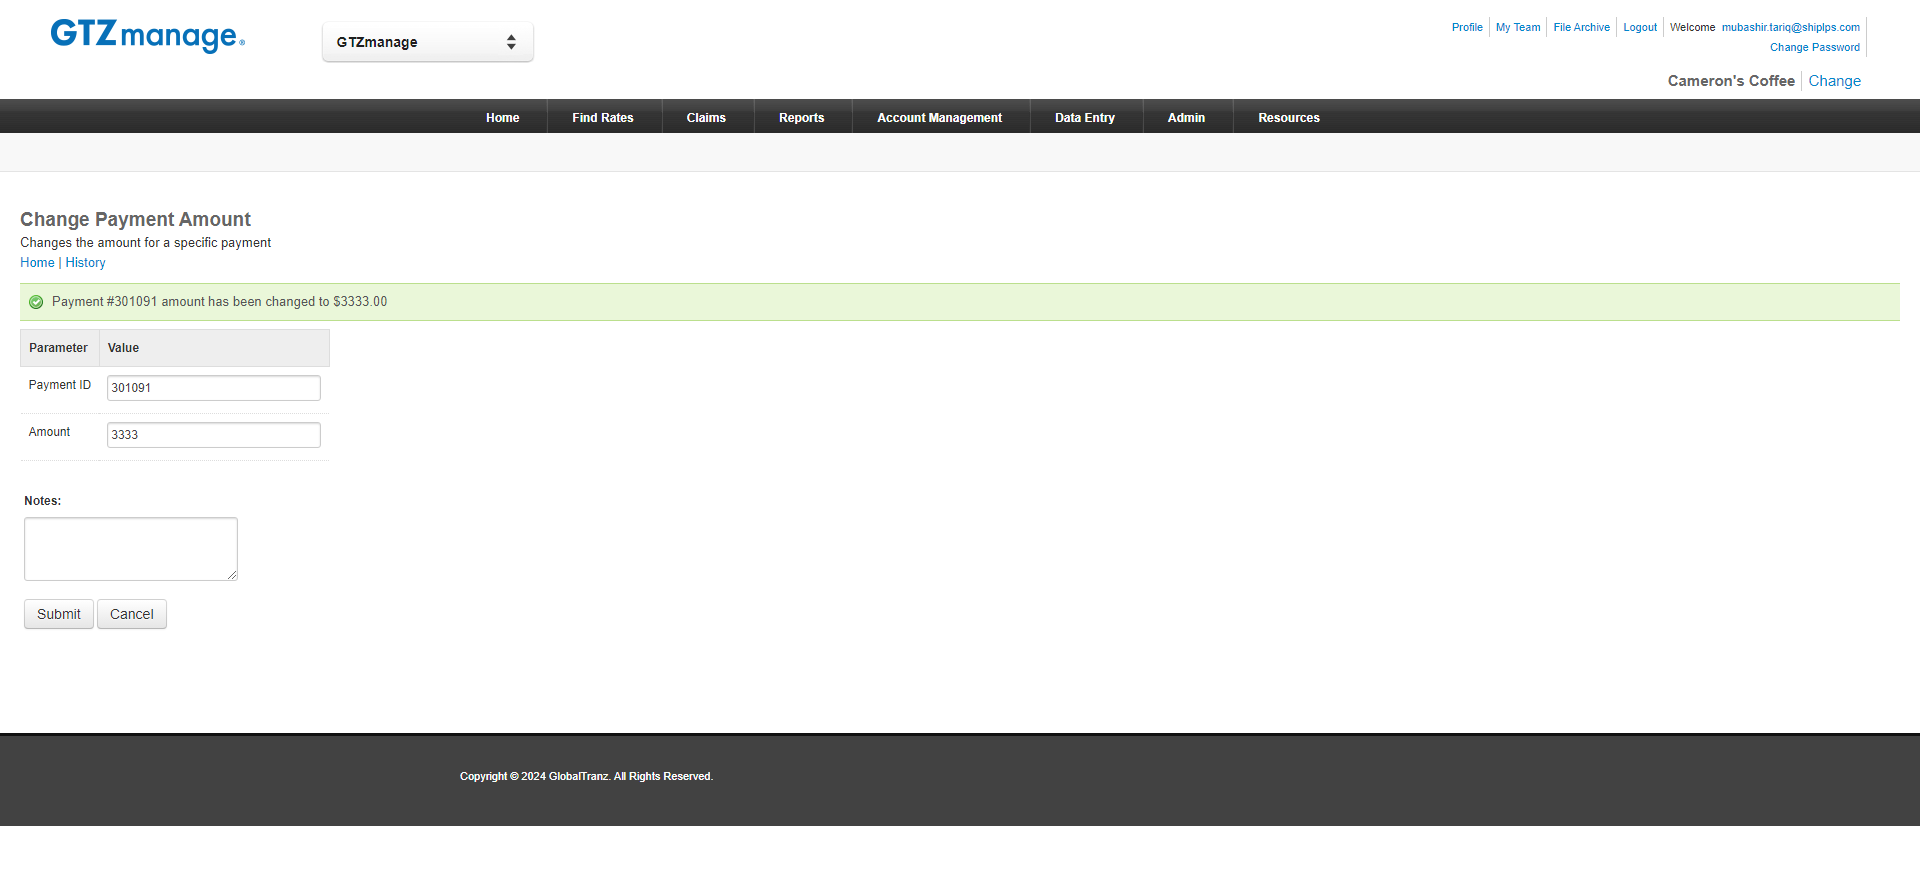 GTZmanage®
GTZmanage
Profile My Team File Archive Logout Welcome mubashir.tariq@shiplps.com
Change Password
Cameron's Coffee Change
Home Find Rates Claims Reports Account Management Data Entry Admin Resources
Change Payment Amount
Changes the amount for a specific payment
Home | History
Payment #301091 amount has been changed to $3333.00
Parameter Value
Payment ID 301091
Amount 3333
Notes:
Submit Cancel
Copyright © 2024 GlobalTranz. All Rights Reserved.